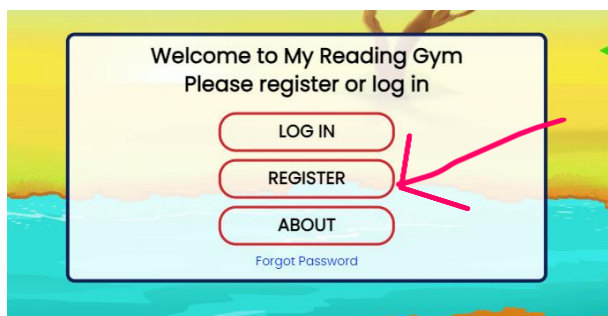 Welcome to My Reading Gym
Please register or log in
LOG IN
REGISTER
ABOUT
Forgot Password